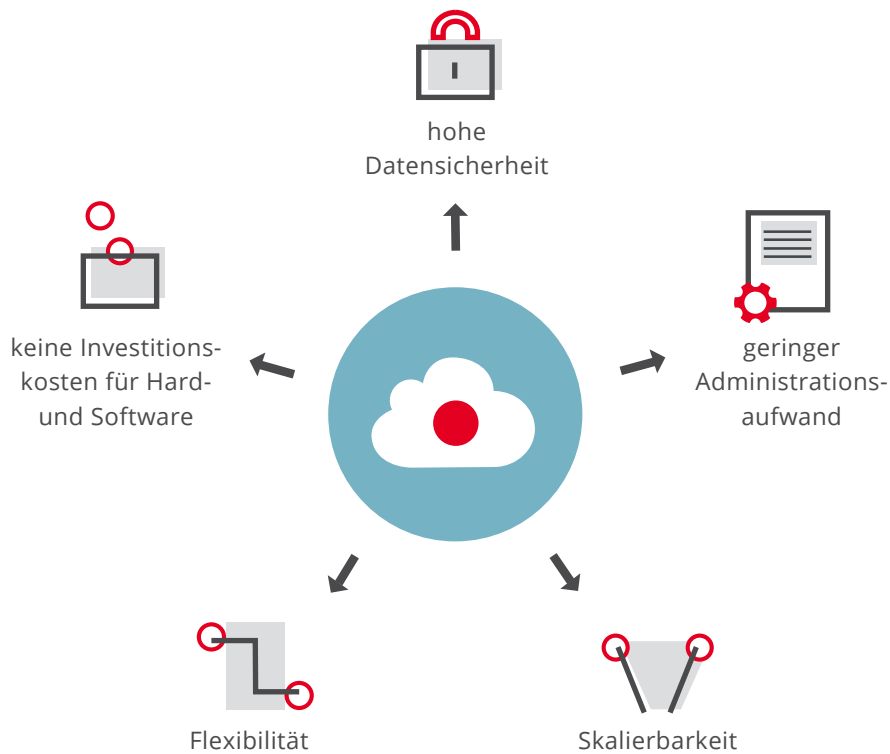 hohe
Datensicherheit
keine Investitions-
kosten für Hard-
und Software
geringer
Administrations-
aufwand
Flexibilität
Skalierbarkeit